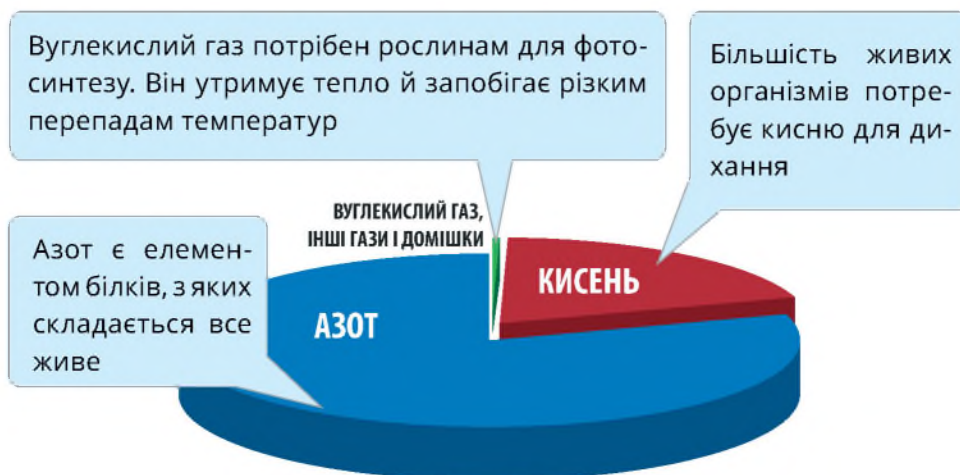 Вуглекислий газ потрібен рослинам для фото-
синтезу. Він утримує тепло й запобігає різким
перепадам температур
Більшість живих
організмів потре-
бує кисню для ди-
хання
ВУГЛЕКИСЛИЙ ГАЗ,
ІНШІ ГАЗИ І ДОМІШКИ
КИСЕНЬ
Азот є елемен-
том білків, з яких
складається все
живе
АЗОТ